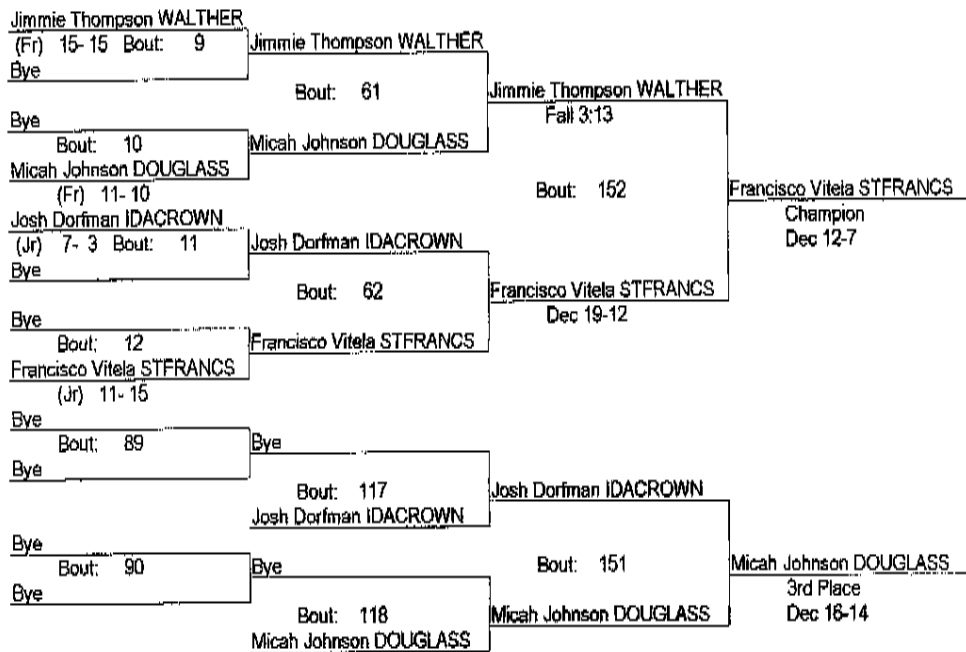 Jimmie Thompson WALTHER
(Fr) 15- 15 Bout: 9
Bye
Jimmie Thompson WALTHER
Bout: 61
Jimmie Thompson WALTHER
Fall 3:13
Bye
Bout: 10
Micah Johnson DOUGLASS
Micah Johnson DOUGLASS
(Fr) 11- 10
Bout: 152
Francisco Vitela STFRANCS
Champion
Dec 12-7
Josh Dorfman IDACROWN
(Jr) 7- 3 Bout: 11
Bye
Josh Dorfman IDACROWN
Bout: 62
Francisco Vitela STFRANCS
Dec 19-12
Bye
Bout: 12
Francisco Vitela STFRANCS
Francisco Vitela STFRANCS
(Jr) 11- 15
Bye
Bout: 89
Bye
Bye
Bout: 117
Josh Dorfman IDACROWN
Josh Dorfman IDACROWN
Bye
Bout: 90
Bye
Bye
Bout: 118
Micah Johnson DOUGLASS
Bout: 151
Micah Johnson DOUGLASS
Micah Johnson DOUGLASS
3rd Place
Dec 16-14